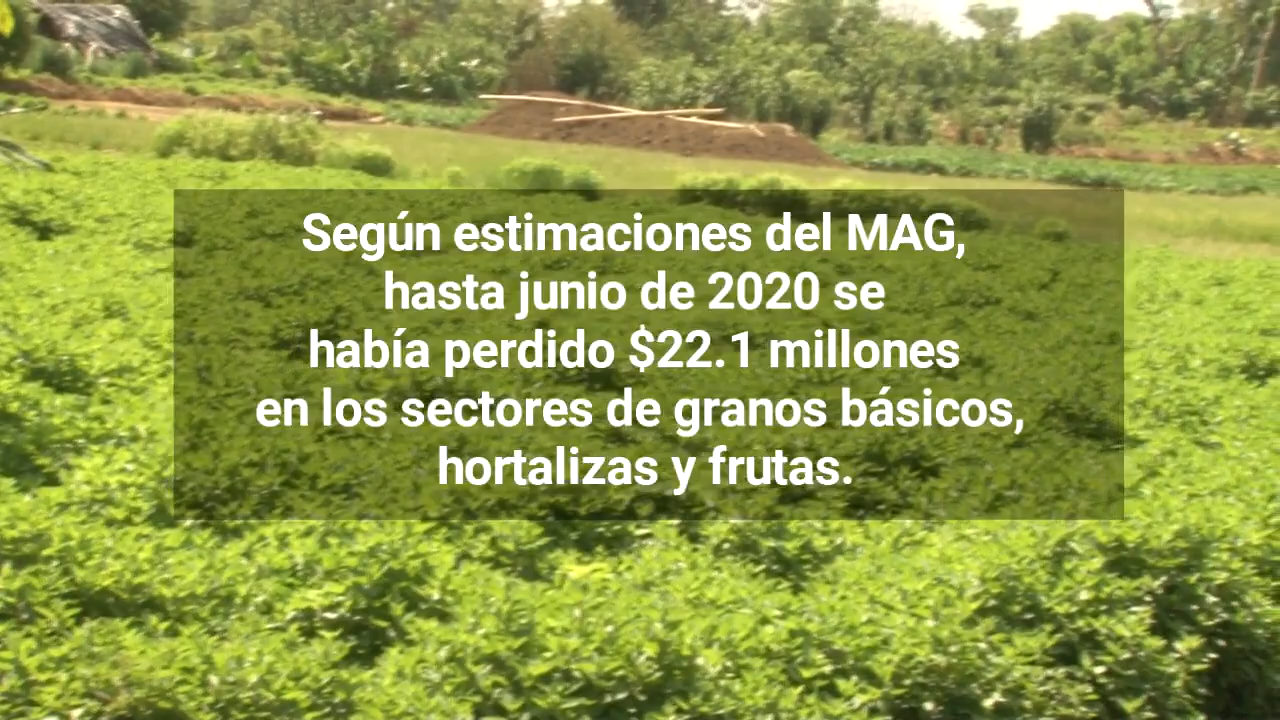 Según estimaciones del MAG,
hasta junio de 2020 se
había perdido $22.1 millones
en los sectores de granos básicos,
hortalizas y frutas.